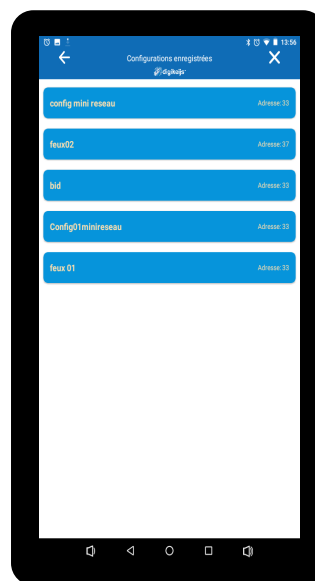 13:56
Configurations enregistrées
digikeijs
config mini reseau Adresse: 33
feux02 Adresse: 37
bid Adresse: 33
Config01minireseau Adresse: 33
feux 01 Adresse: 33